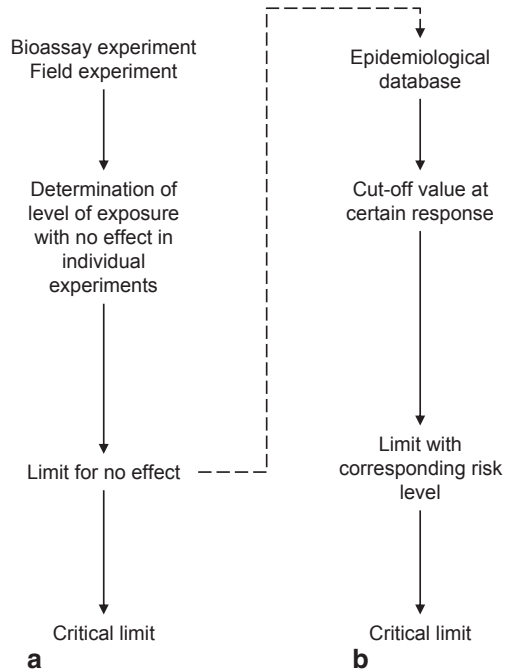 Bioassay experiment
Field experiment
Determination of
level of exposure
with no effect in
individual
experiments
Limit for no effect
Critical limit
a
Epidemiological
database
Cut-off value at
certain response
Limit with
corresponding risk
level
Critical limit
b